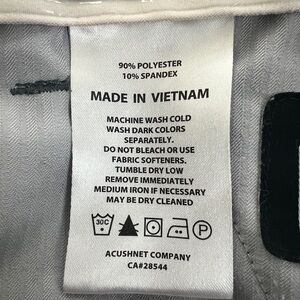 90% POLYESTER
10% SPANDEX
MADE IN VIETNAM
MACHINE WASH COLD
WASH DARK COLORS
SEPARATELY.
DO NOT BLEACH OR USE
FABRIC SOFTENERS.
TUMBLE DRY LOW
REMOVE IMMEDIATELY
MEDIUM IRON IF NECESSARY
MAY BE DRY CLEANED
30C
P
ACUSHNET COMPANY
CA#28544